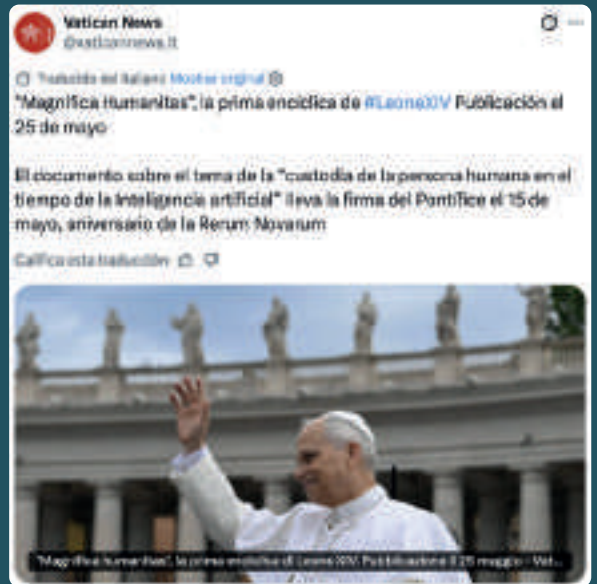 Vatican News
@vaticannews_it
Traducido del italiano Mostrar original
"Magnifica Humanitas", la prima enciclica de #LeoneXIV Publicación el
25 de mayo
El documento sobre el tema de la "custodia de la persona humana en el
tiempo de la inteligencia artificial" lleva la firma del Pontífice el 15 de
mayo, aniversario de la Rerum Novarum
Califica esta traducción
"Magnifica humanitas", la prima enciclica di Leone XIV. Pubblicazione il 25 maggio - Vat...